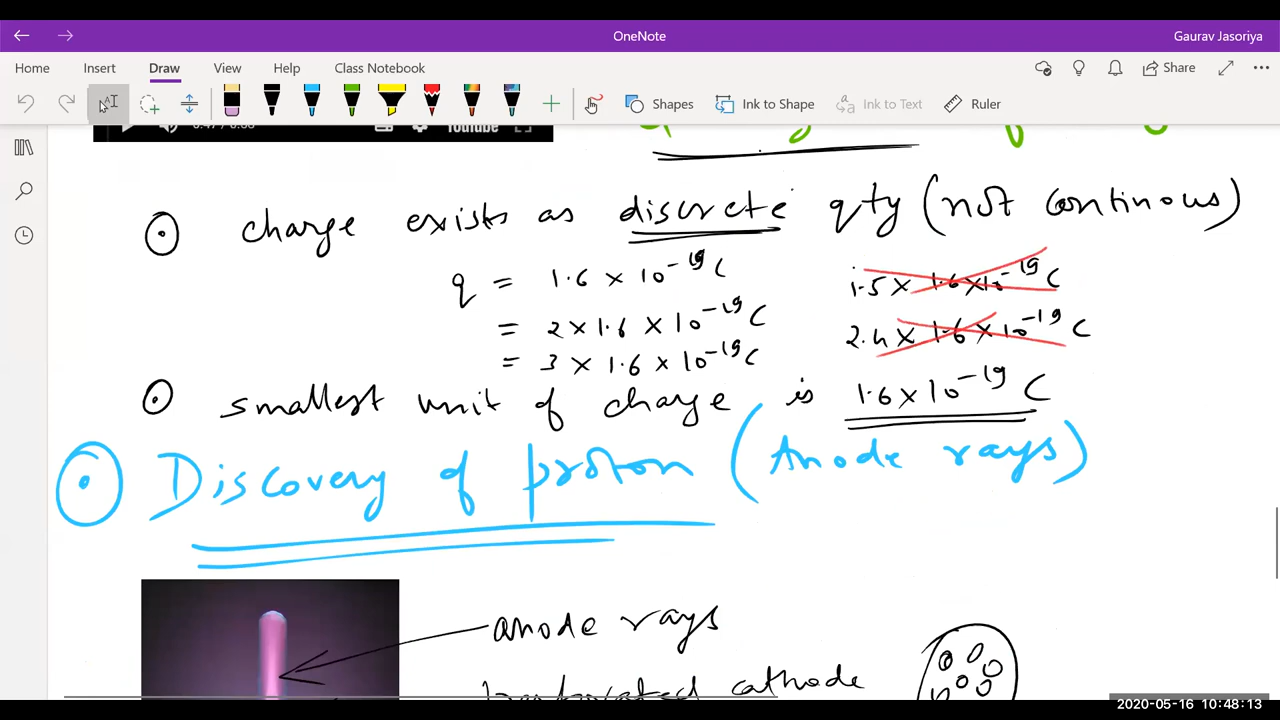 OneNote
Gaurav Jasoriya
Home Insert Draw View Help Class Notebook
Share
Shapes Ink to Shape Ink to Text Ruler
YouTube
charge exists as discrete qty (not continous)
q = 1.6 × 10⁻¹⁹ C
1.5 × 1.6 × 10⁻¹⁹ C
= 2 × 1.6 × 10⁻¹⁹ C
2.4 × 1.6 × 10⁻¹⁹ C
= 3 × 1.6 × 10⁻¹⁹ C
smallest unit of charge is 1.6 × 10⁻¹⁹ C
Discovery of proton (Anode rays)
anode rays
cathode
2020-05-16 10:48:13